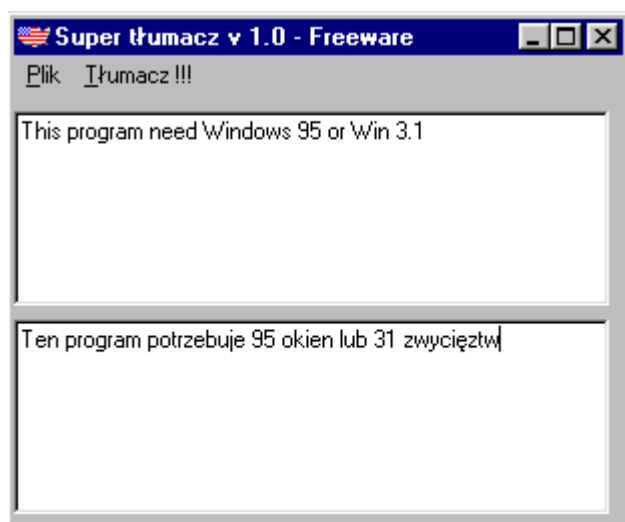 Super tłumacz v 1.0 - Freeware
Plik Tłumacz !!!
This program need Windows 95 or Win 3.1
Ten program potrzebuje 95 okien lub 31 zwycięztw